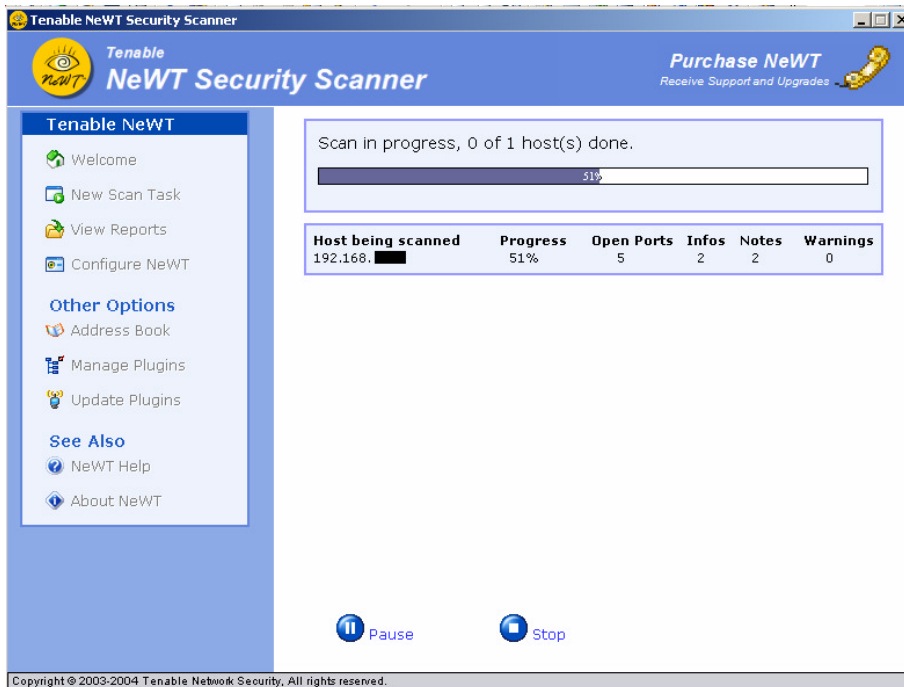 Tenable NeWT Security Scanner
NeWT
Tenable
NeWT Security Scanner
Purchase NeWT
Receive Support and Upgrades
Tenable NeWT
Welcome
New Scan Task
View Reports
Configure NeWT
Other Options
Address Book
Manage Plugins
Update Plugins
See Also
NeWT Help
About NeWT
Scan in progress, 0 of 1 host(s) done.
51%
Host being scanned Progress Open Ports Infos Notes Warnings
192.168. 51% 5 2 2 0
Pause Stop
Copyright © 2003-2004 Tenable Network Security, All rights reserved.